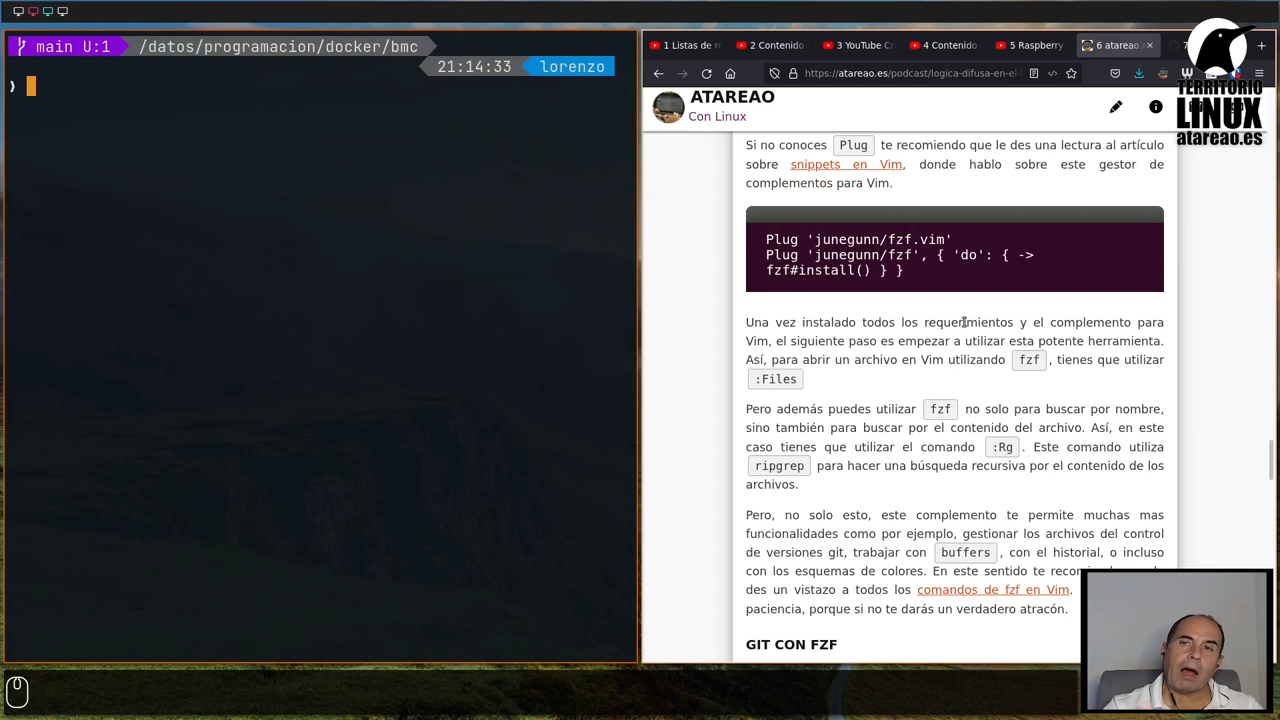 main U:1 /datos/programacion/docker/bmc
21:14:33 lorenzo
1 Listas de re
2 Contenido
3 YouTube Cr
4 Contenido
5 Raspberry
6 atareao.e
7
https://atareao.es/podcast/logica-difusa-en-el-
TERRITORIO
LINUX
atareao.es
ATAREAO
Con Linux
Si no conoces Plug te recomiendo que le des una lectura al artículo
sobre snippets en Vim, donde hablo sobre este gestor de
complementos para Vim.
Plug 'junegunn/fzf.vim'
Plug 'junegunn/fzf', { 'do': { ->
fzf#install() } }
Una vez instalado todos los requerimientos y el complemento para
Vim, el siguiente paso es empezar a utilizar esta potente herramienta.
Así, para abrir un archivo en Vim utilizando fzf, tienes que utilizar
:Files
Pero además puedes utilizar fzf no solo para buscar por nombre,
sino también para buscar por el contenido del archivo. Así, en este
caso tienes que utilizar el comando :Rg. Este comando utiliza
ripgrep para hacer una búsqueda recursiva por el contenido de los
archivos.
Pero, no solo esto, este complemento te permite muchas mas
funcionalidades como por ejemplo, gestionar los archivos del control
de versiones git, trabajar con buffers, con el historial, o incluso
con los esquemas de colores. En este sentido te
des un vistazo a todos los comandos de fzf en Vim.
paciencia, porque si no te darás un verdadero atracón.
GIT CON FZF